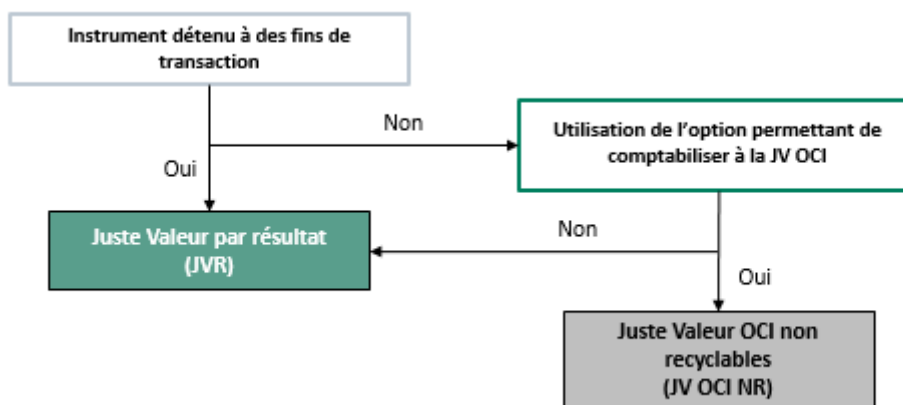 Instrument détenu à des fins de
transaction
Non
Utilisation de l'option permettant de
comptabiliser à la JV OCI
Oui
Juste Valeur par résultat
(JVR)
Non
Oui
Juste Valeur OCI non
recyclables
(JV OCI NR)